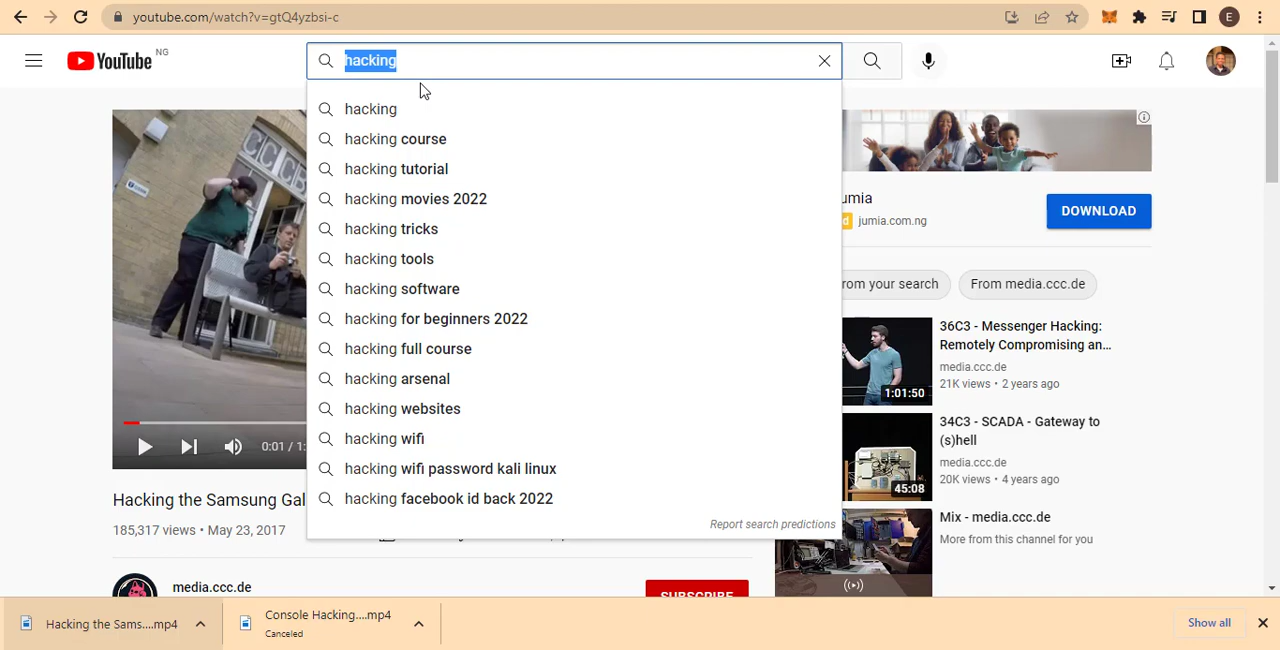 youtube.com/watch?v=gtQ4yzbsi-c
E
YouTube NG
hacking
hacking
hacking course
hacking tutorial
hacking movies 2022
hacking tricks
hacking tools
hacking software
hacking for beginners 2022
hacking full course
hacking arsenal
hacking websites
hacking wifi
hacking wifi password kali linux
hacking facebook id back 2022
Report search predictions
umia
d jumia.com.ng
DOWNLOAD
rom your search
From media.ccc.de
36C3 - Messenger Hacking:
Remotely Compromising an...
media.ccc.de
21K views • 2 years ago
1:01:50
34C3 - SCADA - Gateway to
(s)hell
media.ccc.de
20K views • 4 years ago
45:08
Mix - media.ccc.de
More from this channel for you
0:01 / 1:
Hacking the Samsung Gal
185,317 views • May 23, 2017
media.ccc.de
SUBSCRIBE
Hacking the Sams....mp4
Console Hacking....mp4
Canceled
Show all